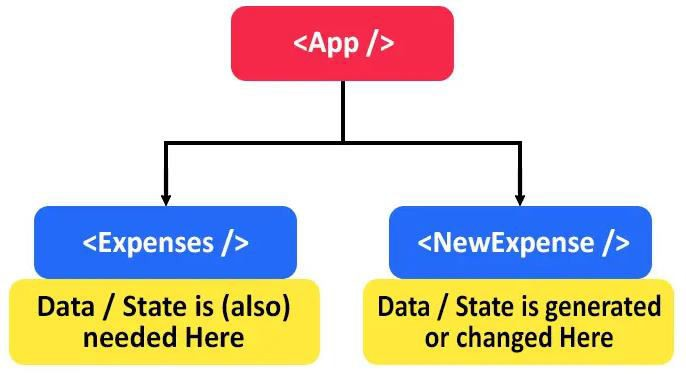 <App />
<Expenses />
<NewExpense />
Data / State is (also)
needed Here
Data / State is generated
or changed Here